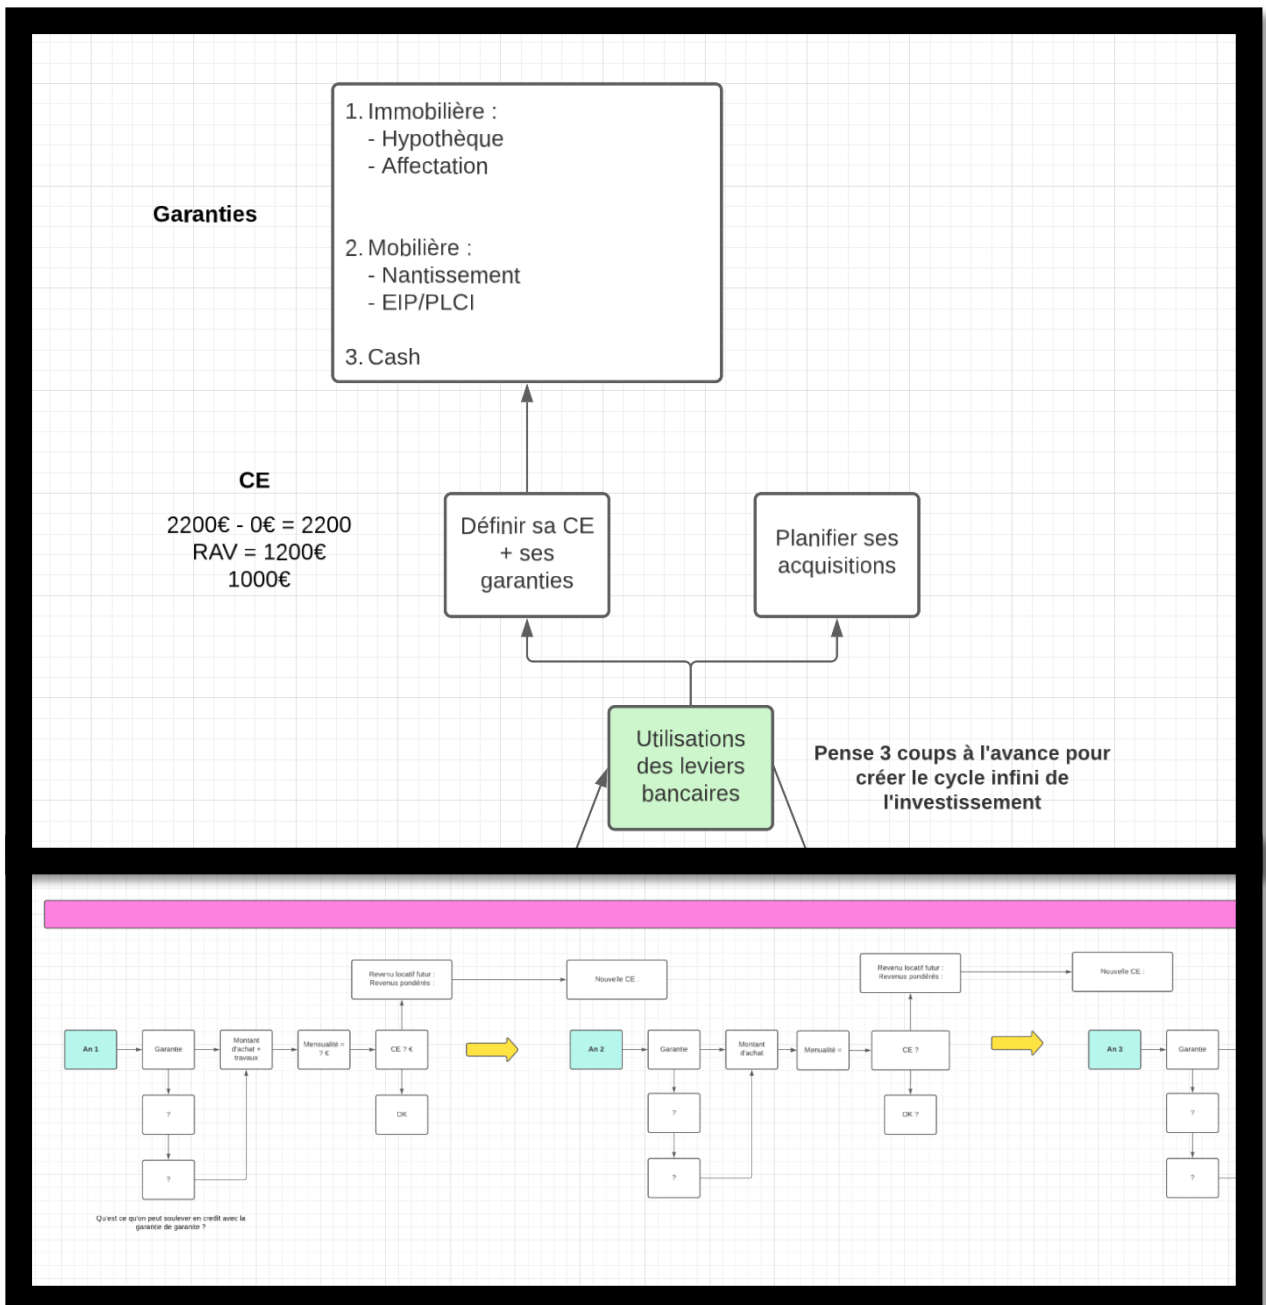 1. Immobilière :
- Hypothèque
- Affectation
Garanties
2. Mobilière :
- Nantissement
- EIP/PLCI
3. Cash
CE
2200€ - 0€ = 2200
RAV = 1200€
1000€
Définir sa CE
+ ses
garanties
Planifier ses
acquisitions
Utilisations
des leviers
bancaires
Pense 3 coups à l'avance pour
créer le cycle infini de
l'investissement
Revenu locatif futur :
Revenus pondérés :
Nouvelle CE :
Revenu locatif futur :
Revenus pondérés :
Nouvelle CE :
An 1
Garantie
Montant
d'achat +
travaux
Mensualité =
? €
CE ? €
An 2
Garantie
Montant
d'achat
Menualité =
CE ?
An 3
Garantie
?
OK
?
OK ?
?
?
?
?
Qu'est ce qu'on peut soulever en credit avec la
garantie de garantie ?